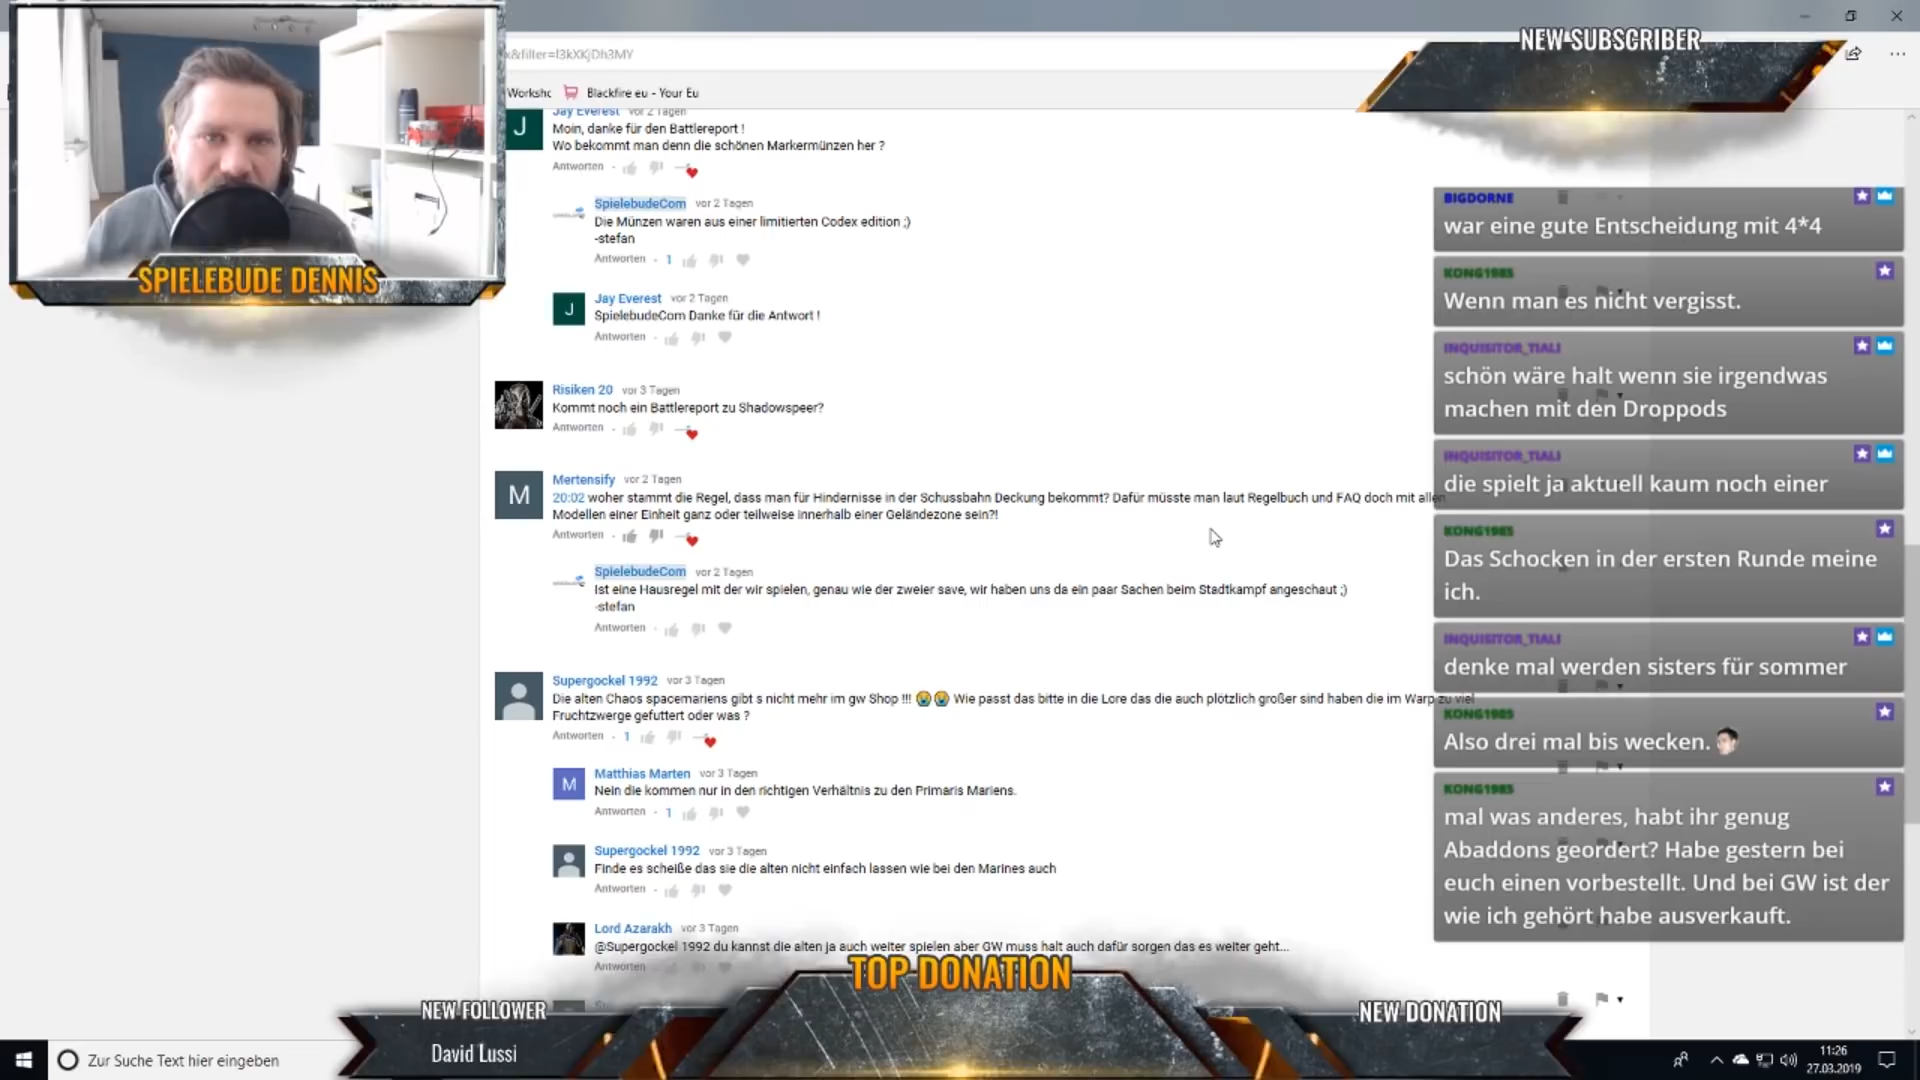 SPIELEBUDE DENNIS
x&filter=l3kXKjDh3MY
Worksho
Blackfire eu - Your Eu
NEW SUBSCRIBER
J
Jay Everest vor 2 Tagen
Moin, danke für den Battlereport !
Wo bekommt man denn die schönen Markermünzen her ?
Antworten
SpielebudeCom vor 2 Tagen
Die Münzen waren aus einer limitierten Codex edition ;)
-stefan
Antworten 1
J
Jay Everest vor 2 Tagen
SpielebudeCom Danke für die Antwort !
Antworten
Risiken 20 vor 3 Tagen
Kommt noch ein Battlereport zu Shadowspeer?
Antworten
M
Mertensify vor 2 Tagen
20:02 woher stammt die Regel, dass man für Hindernisse in der Schussbahn Deckung bekommt? Dafür müsste man laut Regelbuch und FAQ doch mit allen
Modellen einer Einheit ganz oder teilweise innerhalb einer Geländezone sein?!
Antworten
SpielebudeCom vor 2 Tagen
Ist eine Hausregel mit der wir spielen, genau wie der zweier save, wir haben uns da ein paar Sachen beim Stadtkampf angeschaut ;)
-stefan
Antworten
Supergockel 1992 vor 3 Tagen
Die alten Chaos spacemariens gibt s nicht mehr im gw Shop !!! 😭😭 Wie passt das bitte in die Lore das die auch plötzlich großer sind haben die im Warp zu viel
Fruchtzwerge gefuttert oder was ?
Antworten 1
M
Matthias Marten vor 3 Tagen
Nein die kommen nur in den richtigen Verhältnis zu den Primaris Mariens.
Antworten 1
Supergockel 1992 vor 3 Tagen
Finde es scheiße das sie die alten nicht einfach lassen wie bei den Marines auch
Antworten
Lord Azarakh vor 3 Tagen
@Supergockel 1992 du kannst die alten ja auch weiter spielen aber GW muss halt auch dafür sorgen das es weiter geht...
Antworten
BIGDORNE
war eine gute Entscheidung mit 4*4
KONG1985
Wenn man es nicht vergisst.
INQUISITOR_TIALI
schön wäre halt wenn sie irgendwas
machen mit den Droppods
INQUISITOR_TIALI
die spielt ja aktuell kaum noch einer
KONG1985
Das Schocken in der ersten Runde meine
ich.
INQUISITOR_TIALI
denke mal werden sisters für sommer
KONG1985
Also drei mal bis wecken.
KONG1985
mal was anderes, habt ihr genug
Abaddons geordert? Habe gestern bei
euch einen vorbestellt. Und bei GW ist der
wie ich gehört habe ausverkauft.
TOP DONATION
NEW FOLLOWER
David Lussi
NEW DONATION
Zur Suche Text hier eingeben
11:26
27.03.2019